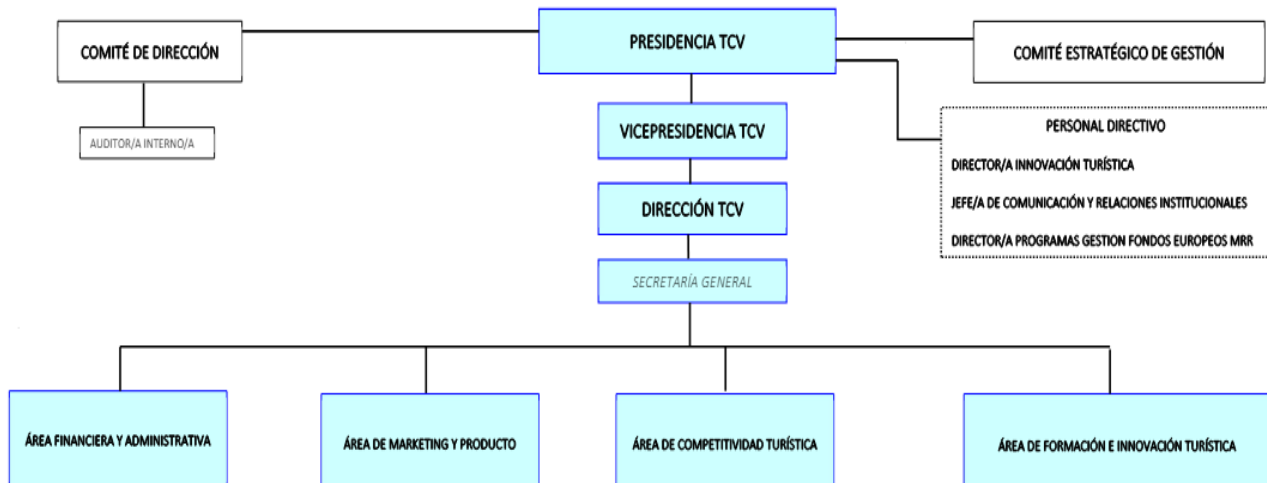 PRESIDENCIA TCV
COMITÉ DE DIRECCIÓN
COMITÉ ESTRATÉGICO DE GESTIÓN
AUDITOR/A INTERNO/A
VICEPRESIDENCIA TCV
PERSONAL DIRECTIVO
DIRECTOR/A INNOVACIÓN TURÍSTICA
JEFE/A DE COMUNICACIÓN Y RELACIONES INSTITUCIONALES
DIRECTOR/A PROGRAMAS GESTION FONDOS EUROPEOS MRR
DIRECCIÓN TCV
SECRETARÍA GENERAL
ÁREA FINANCIERA Y ADMINISTRATIVA
ÁREA DE MARKETING Y PRODUCTO
ÁREA DE COMPETITIVIDAD TURÍSTICA
ÁREA DE FORMACIÓN E INNOVACIÓN TURÍSTICA